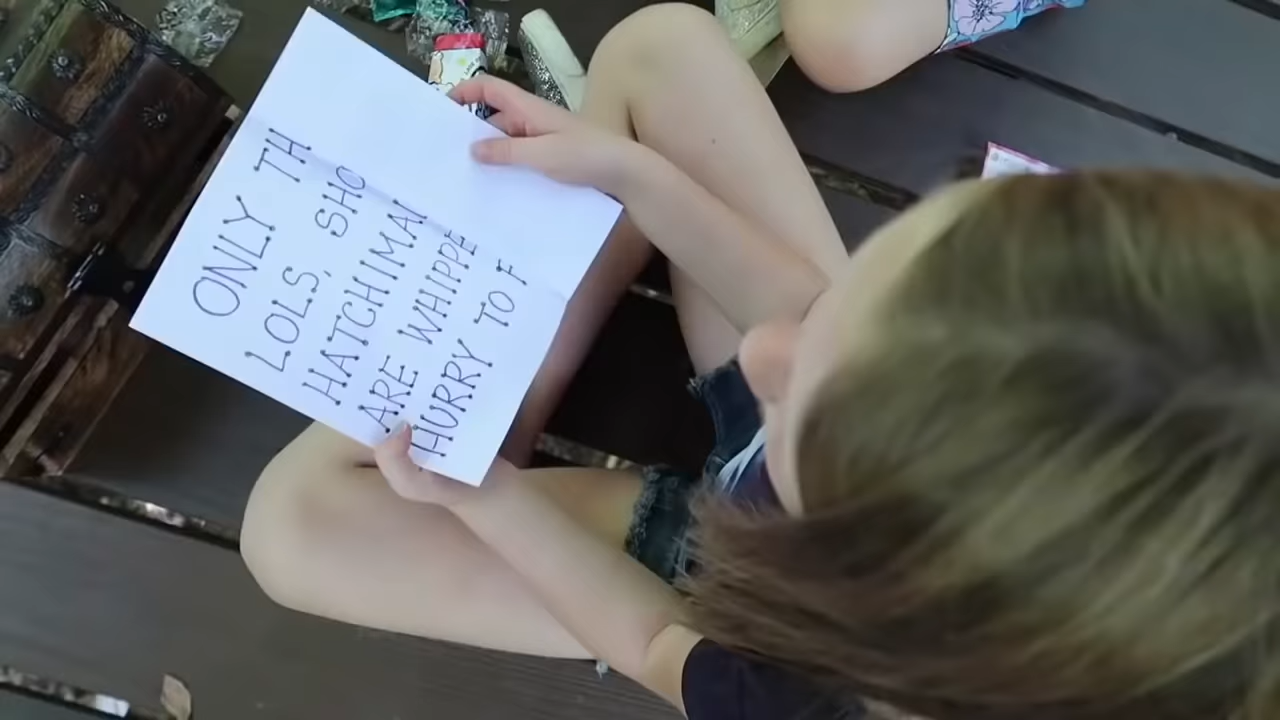 ONLY TH
LOLS, SHO
HATCHIMA
ARE WHIPPE
HURRY TO F